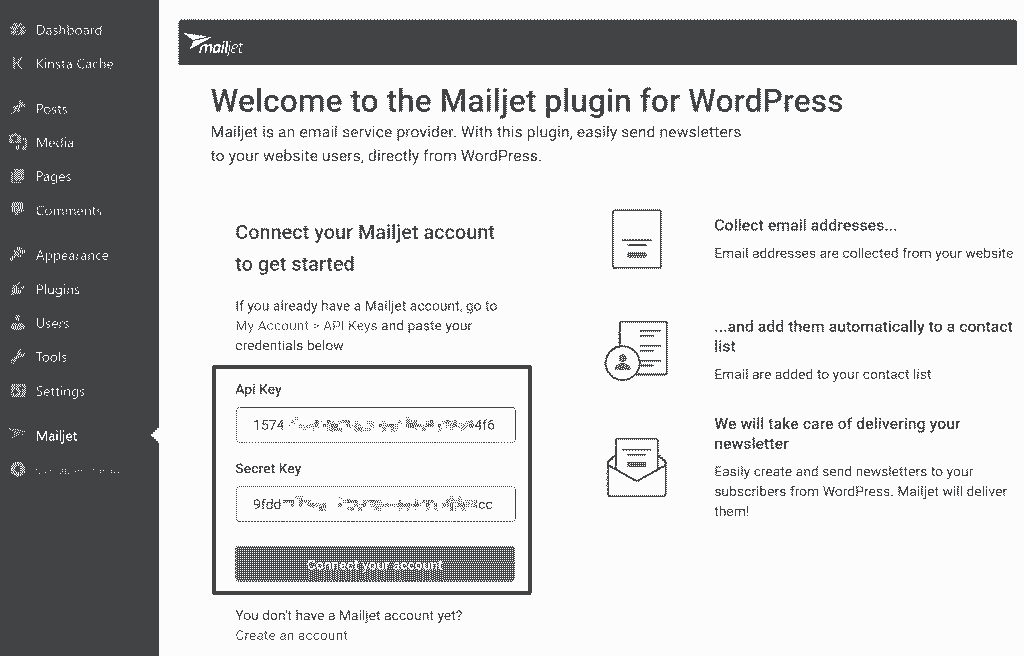 Dashboard
Kinsta Cache
Posts
Media
Pages
Comments
Appearance
Plugins
Users
Tools
Settings
Mailjet
mailjet
Welcome to the Mailjet plugin for WordPress
Mailjet is an email service provider. With this plugin, easily send newsletters
to your website users, directly from WordPress.
Connect your Mailjet account
to get started
If you already have a Mailjet account, go to
My Account > API Keys and paste your
credentials below
Api Key
1574 4f6
Secret Key
9fdd cc
Connect your account
You don't have a Mailjet account yet?
Create an account
Collect email addresses...
Email addresses are collected from your website
...and add them automatically to a contact
list
Email are added to your contact list
We will take care of delivering your
newsletter
Easily create and send newsletters to your
subscribers from WordPress. Mailjet will deliver
them!